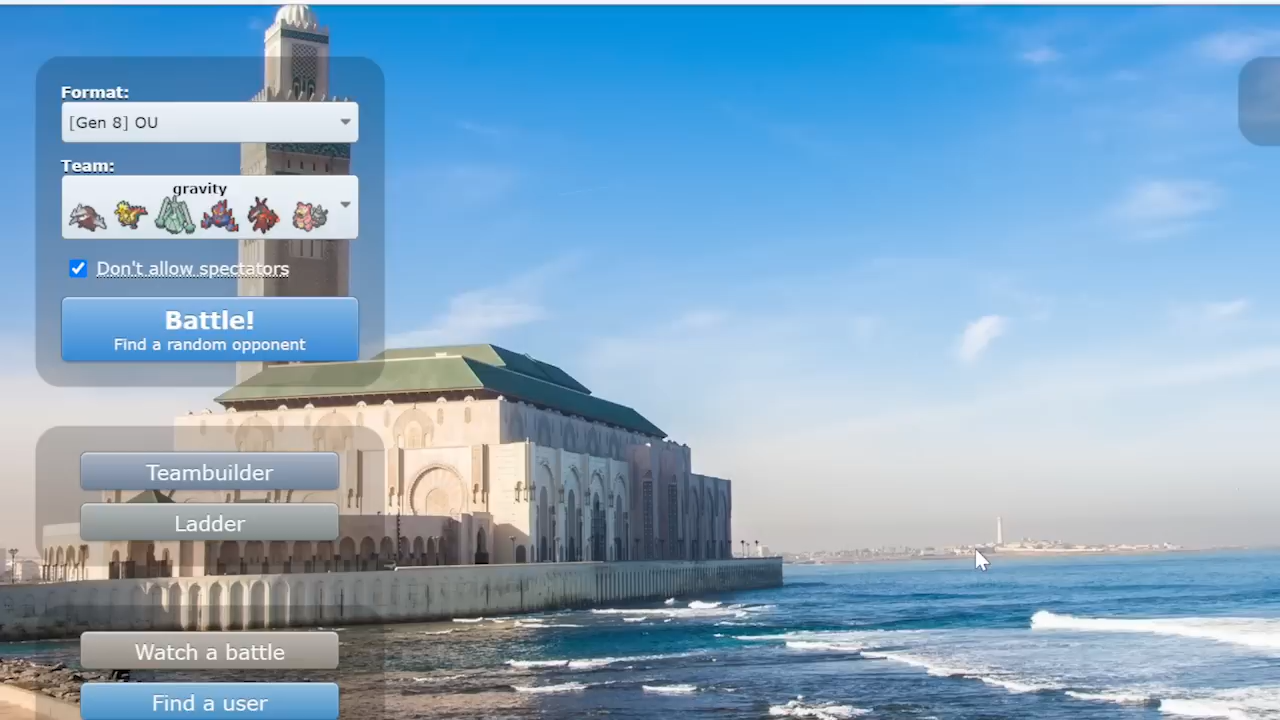 Format:
[Gen 8] OU
Team:
gravity
Don't allow spectators
Battle!
Find a random opponent
Teambuilder
Ladder
Watch a battle
Find a user